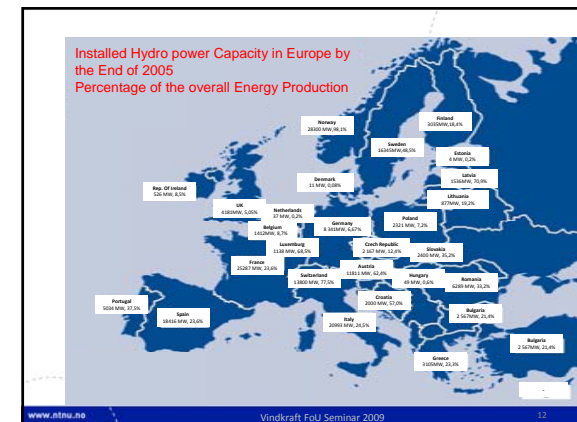 Installed Hydro power Capacity in Europe by
the End of 2005
Percentage of the overall Energy Production
Norway
28300 MW,98,1%
Finland
3035MW,18,4%
Sweden
16345MW,48,5%
Estonia
4 MW, 0,2%
Latvia
1536MW, 70,9%
Lithuania
877MW, 19,2%
Denmark
11 MW, 0,08%
Rep. Of Ireland
526 MW, 8,5%
UK
4181MW, 5,05%
Netherlands
37 MW, 0,2%
Belgium
1412MW, 8,7%
Germany
8 341MW, 6,67%
Poland
2321 MW, 7,2%
Luxemburg
1138 MW, 68,5%
Czech Republic
2 167 MW, 12,4%
Slovakia
2400 MW, 35,2%
France
25287 MW, 23,6%
Austria
11811 MW, 62,4%
Switzerland
13800 MW, 77,5%
Hungary
49 MW, 0,6%
Romania
6289 MW, 33,2%
Croatia
2000 MW, 57,0%
Portugal
5034 MW, 37,5%
Spain
18416 MW, 23,6%
Italy
20993 MW, 24,5%
Bulgaria
2 567MW, 21,4%
Bulgaria
2 567MW, 21,4%
Greece
3105MW, 23,3%
-
www.ntnu.no
Vindkraft FoU Seminar 2009
12